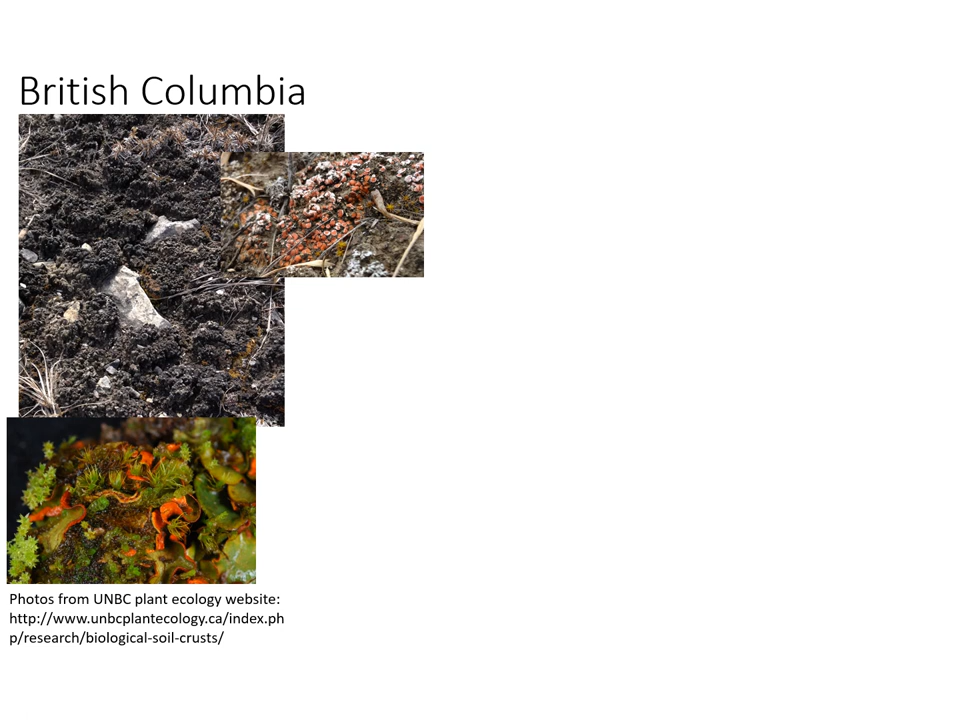 British Columbia
Photos from UNBC plant ecology website:
http://www.unbcplantecology.ca/index.ph
p/research/biological-soil-crusts/